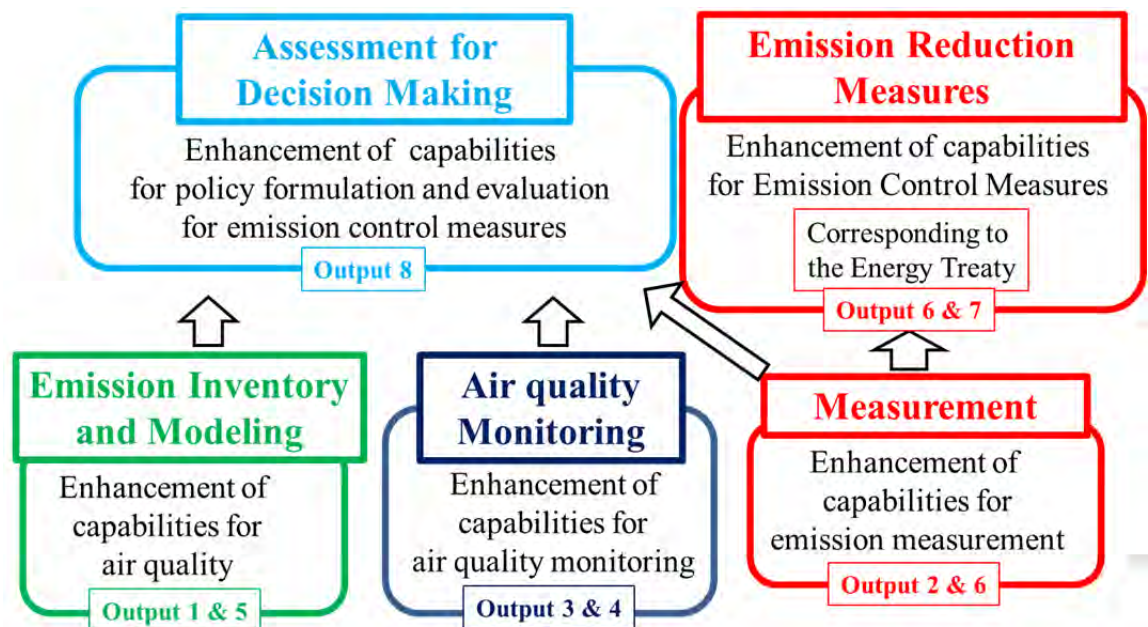 Assessment for
Decision Making
Enhancement of capabilities
for policy formulation and evaluation
for emission control measures
Output 8
Emission Reduction
Measures
Enhancement of capabilities
for Emission Control Measures
Corresponding to
the Energy Treaty
Output 6 & 7
Emission Inventory
and Modeling
Enhancement of
capabilities for
air quality
Output 1 & 5
Air quality
Monitoring
Enhancement of
capabilities for
air quality monitoring
Output 3 & 4
Measurement
Enhancement of
capabilities for
emission measurement
Output 2 & 6